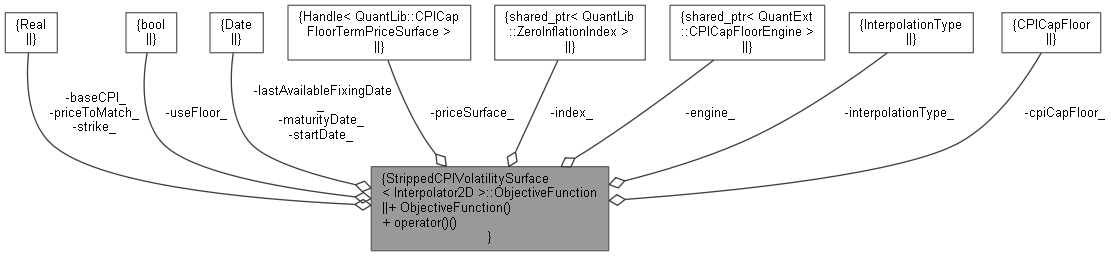 {Real
||}
{bool
||}
{Date
||}
{Handle< QuantLib::CPICap
FloorTermPriceSurface >
||}
{shared_ptr< QuantLib
::ZeroInflationIndex >
||}
{shared_ptr< QuantExt
::CPICapFloorEngine >
||}
{InterpolationType
||}
{CPICapFloor
||}
-baseCPI_
-priceToMatch_
-strike_
-useFloor_
-lastAvailableFixingDate
_
-maturityDate_
-startDate_
-priceSurface_
-index_
-engine_
-interpolationType_
-cpiCapFloor_
{StrippedCPIVolatilitySurface
< Interpolator2D >::ObjectiveFunction
||+ ObjectiveFunction()
+ operator()()
}